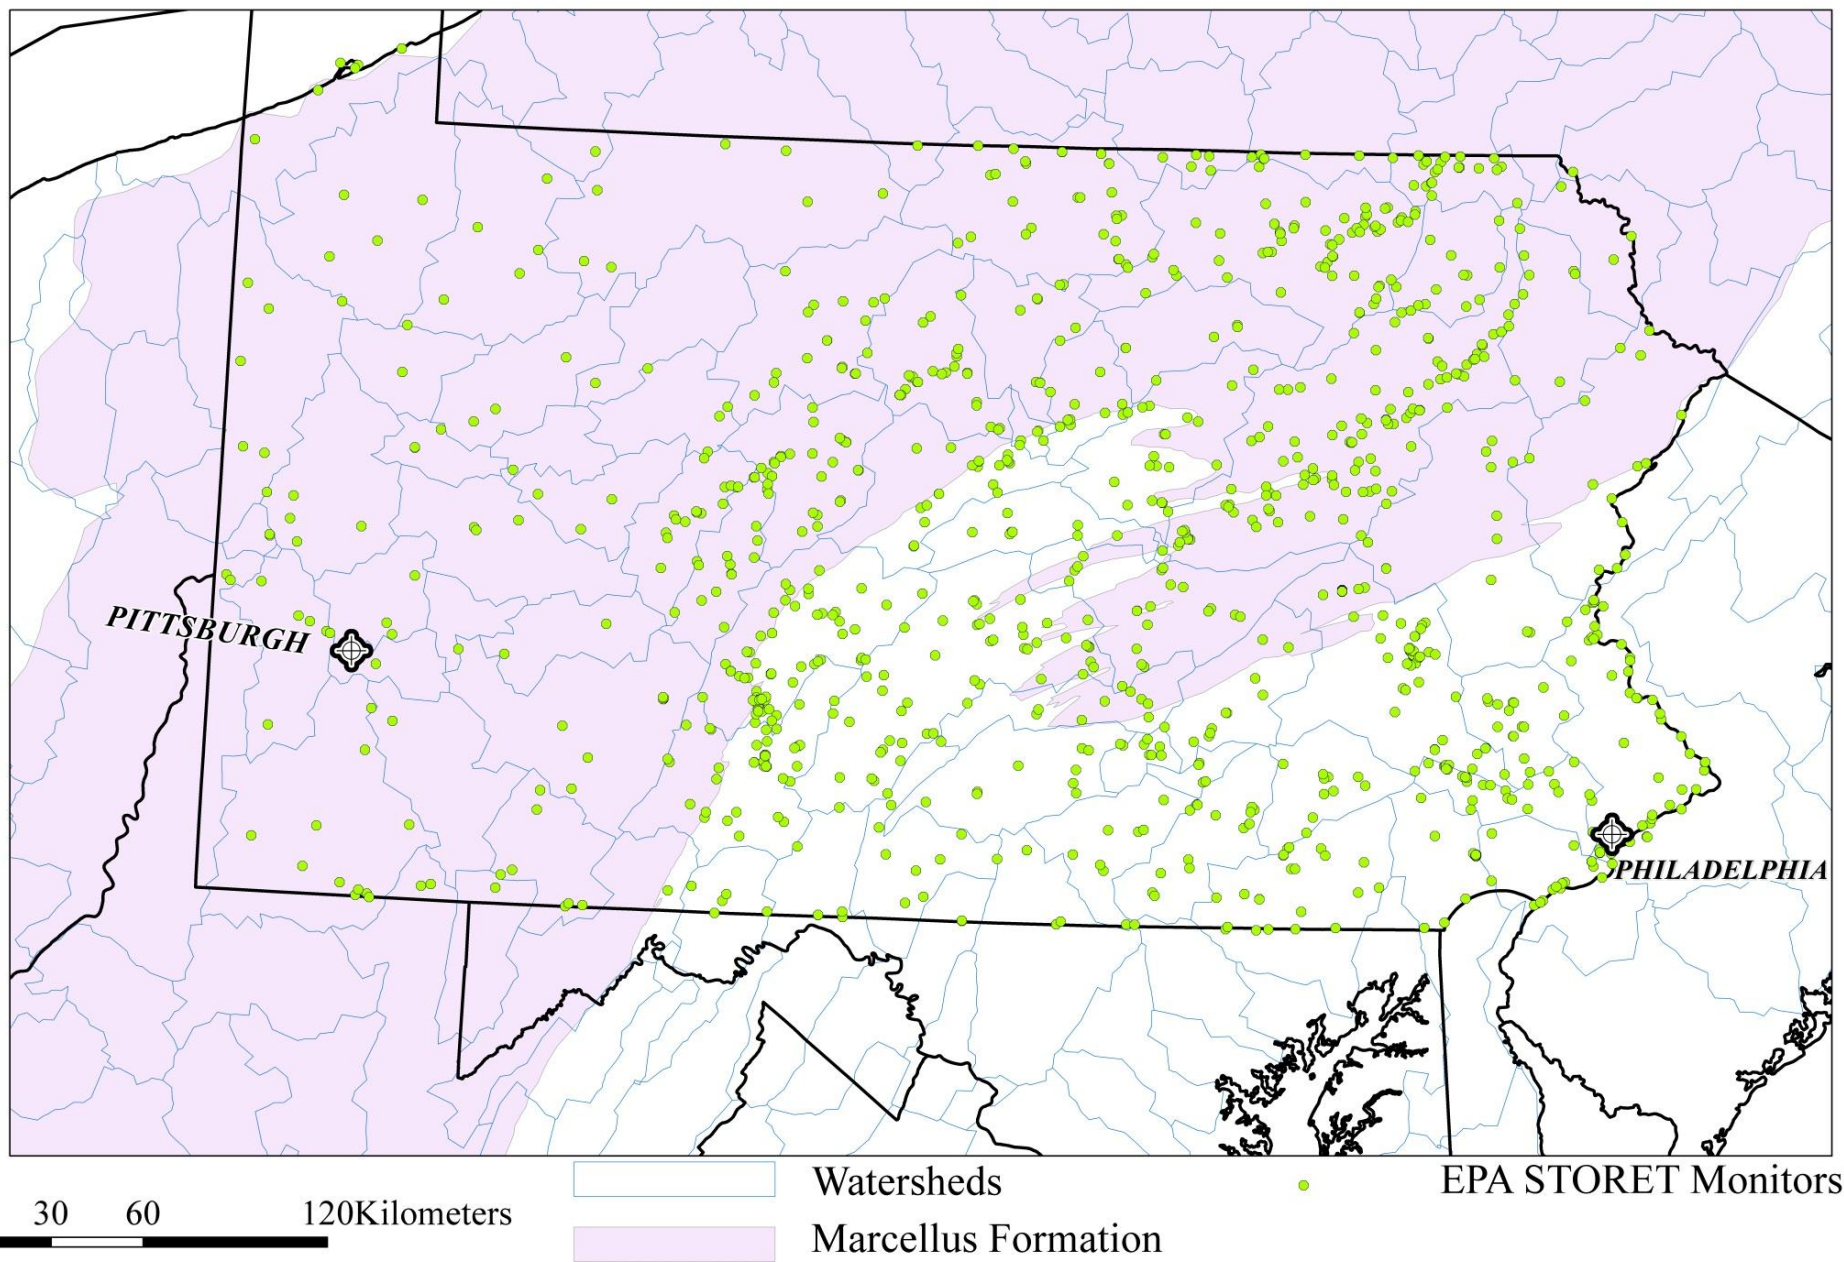 PITTSBURGH
PHILADELPHIA
Watersheds
EPA STORET Monitors
30 60 120Kilometers
Marcellus Formation